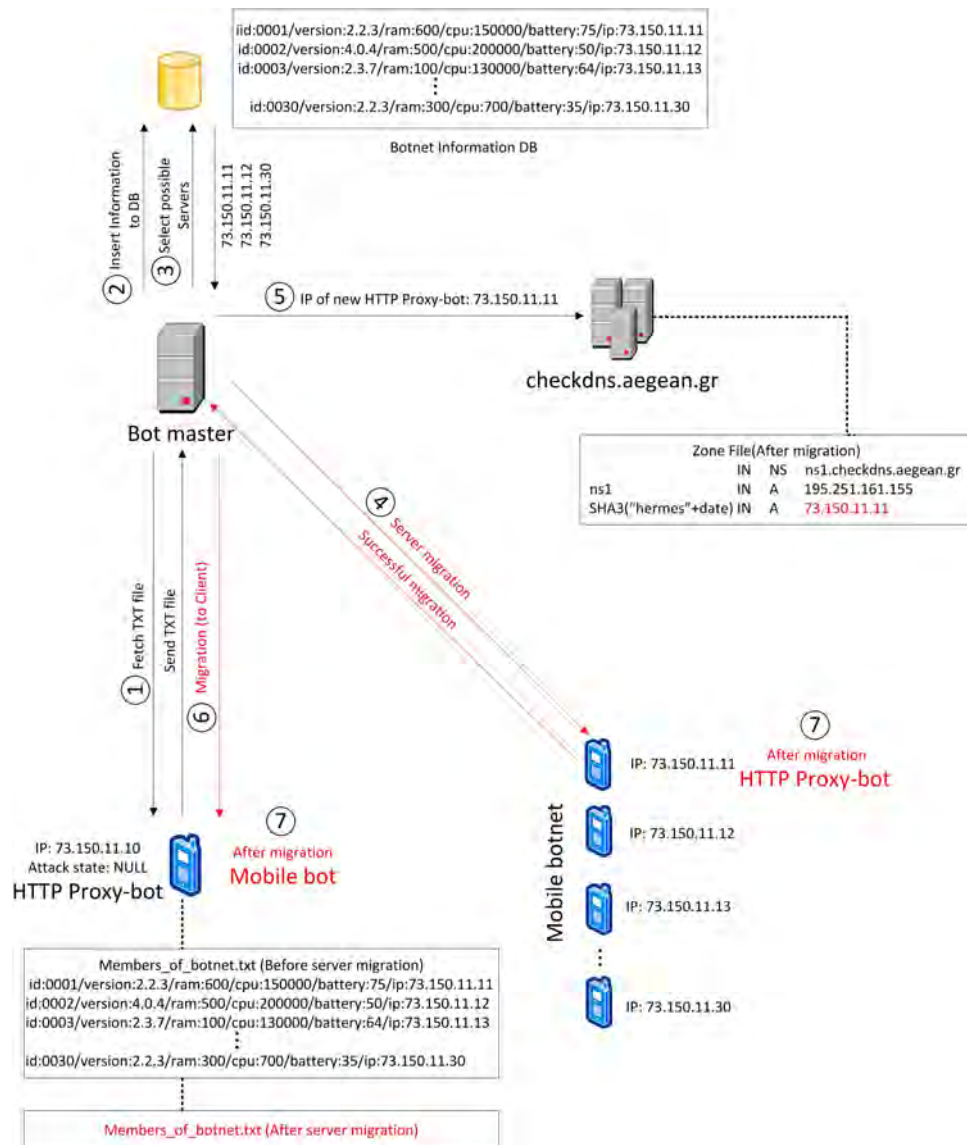 iid:0001/version:2.2.3/ram:600/cpu:150000/battery:75/ip:73.150.11.11
id:0002/version:4.0.4/ram:500/cpu:200000/battery:50/ip:73.150.11.12
id:0003/version:2.3.7/ram:100/cpu:130000/battery:64/ip:73.150.11.13
id:0030/version:2.2.3/ram:300/cpu:700/battery:35/ip:73.150.11.30
Botnet Information DB
2 Insert Information
to DB
3 Select possible
Servers
73.150.11.11
73.150.11.12
73.150.11.30
5 IP of new HTTP Proxy-bot: 73.150.11.11
checkdns.aegean.gr
Bot master
Zone File(After migration)
IN NS ns1.checkdns.aegean.gr
ns1 IN A 195.251.161.155
SHA3("hermes"+date) IN A 73.150.11.11
4 Server migration
Successful migration
1 Fetch TXT file
Send TXT file
6 Migration (to Client)
7
After migration
HTTP Proxy-bot
IP: 73.150.11.11
IP: 73.150.11.12
IP: 73.150.11.13
IP: 73.150.11.30
Mobile botnet
IP: 73.150.11.10
Attack state: NULL
HTTP Proxy-bot
7
After migration
Mobile bot
Members_of_botnet.txt (Before server migration)
id:0001/version:2.2.3/ram:600/cpu:150000/battery:75/ip:73.150.11.11
id:0002/version:4.0.4/ram:500/cpu:200000/battery:50/ip:73.150.11.12
id:0003/version:2.3.7/ram:100/cpu:130000/battery:64/ip:73.150.11.13
id:0030/version:2.2.3/ram:300/cpu:700/battery:35/ip:73.150.11.30
Members_of_botnet.txt (After server migration)